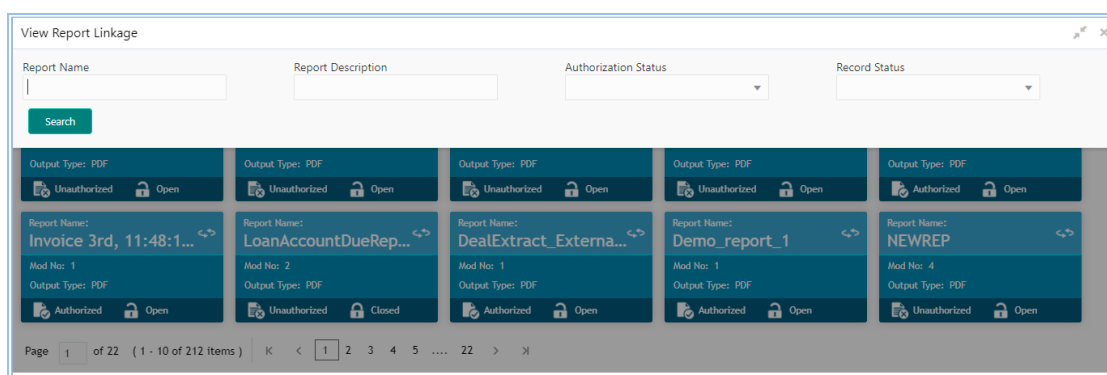 View Report Linkage
Report Name Report Description Authorization Status Record Status
Search
Output Type: PDF Output Type: PDF Output Type: PDF Output Type: PDF Output Type: PDF
Unauthorized Open Unauthorized Open Unauthorized Open Unauthorized Open Authorized Open
Report Name: Report Name: Report Name: Report Name: Report Name:
Invoice 3rd, 11:48:1... LoanAccountDueRep... DealExtract_Externa... Demo_report_1 NEWREP
Mod No: 1 Mod No: 2 Mod No: 1 Mod No: 1 Mod No: 4
Output Type: PDF Output Type: PDF Output Type: PDF Output Type: PDF Output Type: PDF
Authorized Open Unauthorized Closed Authorized Open Authorized Open Unauthorized Open
Page 1 of 22 ( 1 - 10 of 212 items ) K < 1 2 3 4 5 .... 22 >